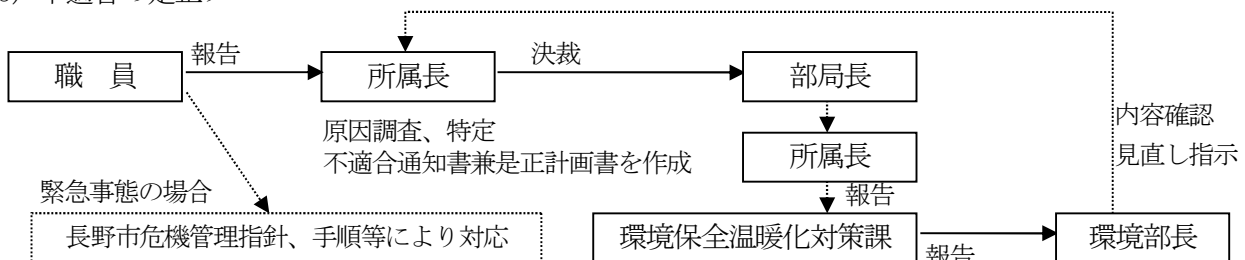 職　員
報告
所属長
決裁
部局長
原因調査、特定
不適合通知書兼是正計画書を作成
所属長
内容確認
見直し指示
緊急事態の場合
報告
長野市危機管理指針、手順等により対応
環境保全温暖化対策課
報告
環境部長